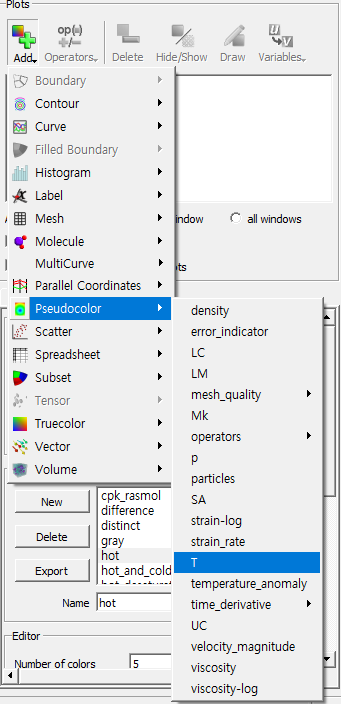 Plots
Add Operators Delete Hide/Show Draw Variables
Boundary
Contour
Curve
Filled Boundary
Histogram
Label
Mesh
Molecule
MultiCurve
Parallel Coordinates
Pseudocolor
Scatter
Spreadsheet
Subset
Tensor
Truecolor
Vector
Volume
all windows
density
error_indicator
LC
LM
mesh_quality
Mk
operators
p
particles
SA
strain-log
strain_rate
T
temperature_anomaly
time_derivative
UC
velocity_magnitude
viscosity
viscosity-log
New
Delete
Export
cpk_rasmol
difference
distinct
gray
hot
hot_and_cold
Name hot
Editor
Number of colors 5